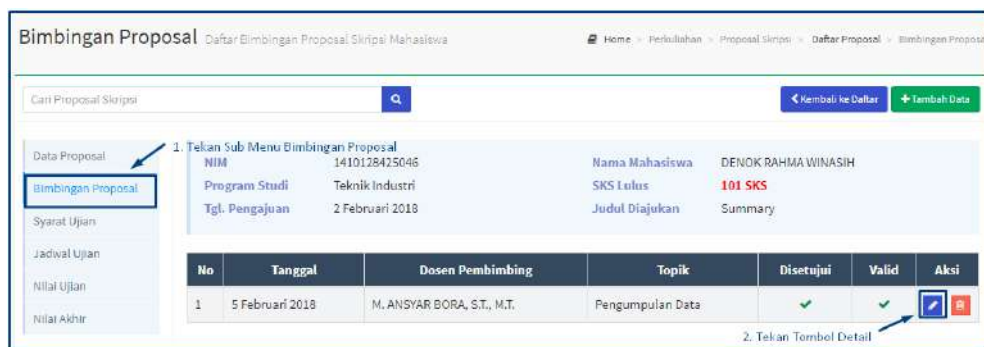 Bimbingan Proposal Daftar Bimbingan Proposal Skripsi Mahasiswa
Home > Perkuliahan > Proposal Skripsi > Daftar Proposal > Bimbingan Proposal
Cari Proposal Skripsi
Kembali ke Daftar
+ Tambah Data
1. Tekan Sub Menu Bimbingan Proposal
Data Proposal
Bimbingan Proposal
Syarat Ujian
Jadwal Ujian
Nilai Ujian
Nilai Akhir
NIM 1410128425046 Nama Mahasiswa DENOK RAHMA WINASIH
Program Studi Teknik Industri SKS Lulus 101 SKS
Tgl. Pengajuan 2 Februari 2018 Judul Diajukan Summary
No Tanggal Dosen Pembimbing Topik Disetujui Valid Aksi
1 5 Februari 2018 M. ANSYAR BORA, S.T., M.T. Pengumpulan Data
2. Tekan Tombol Detail